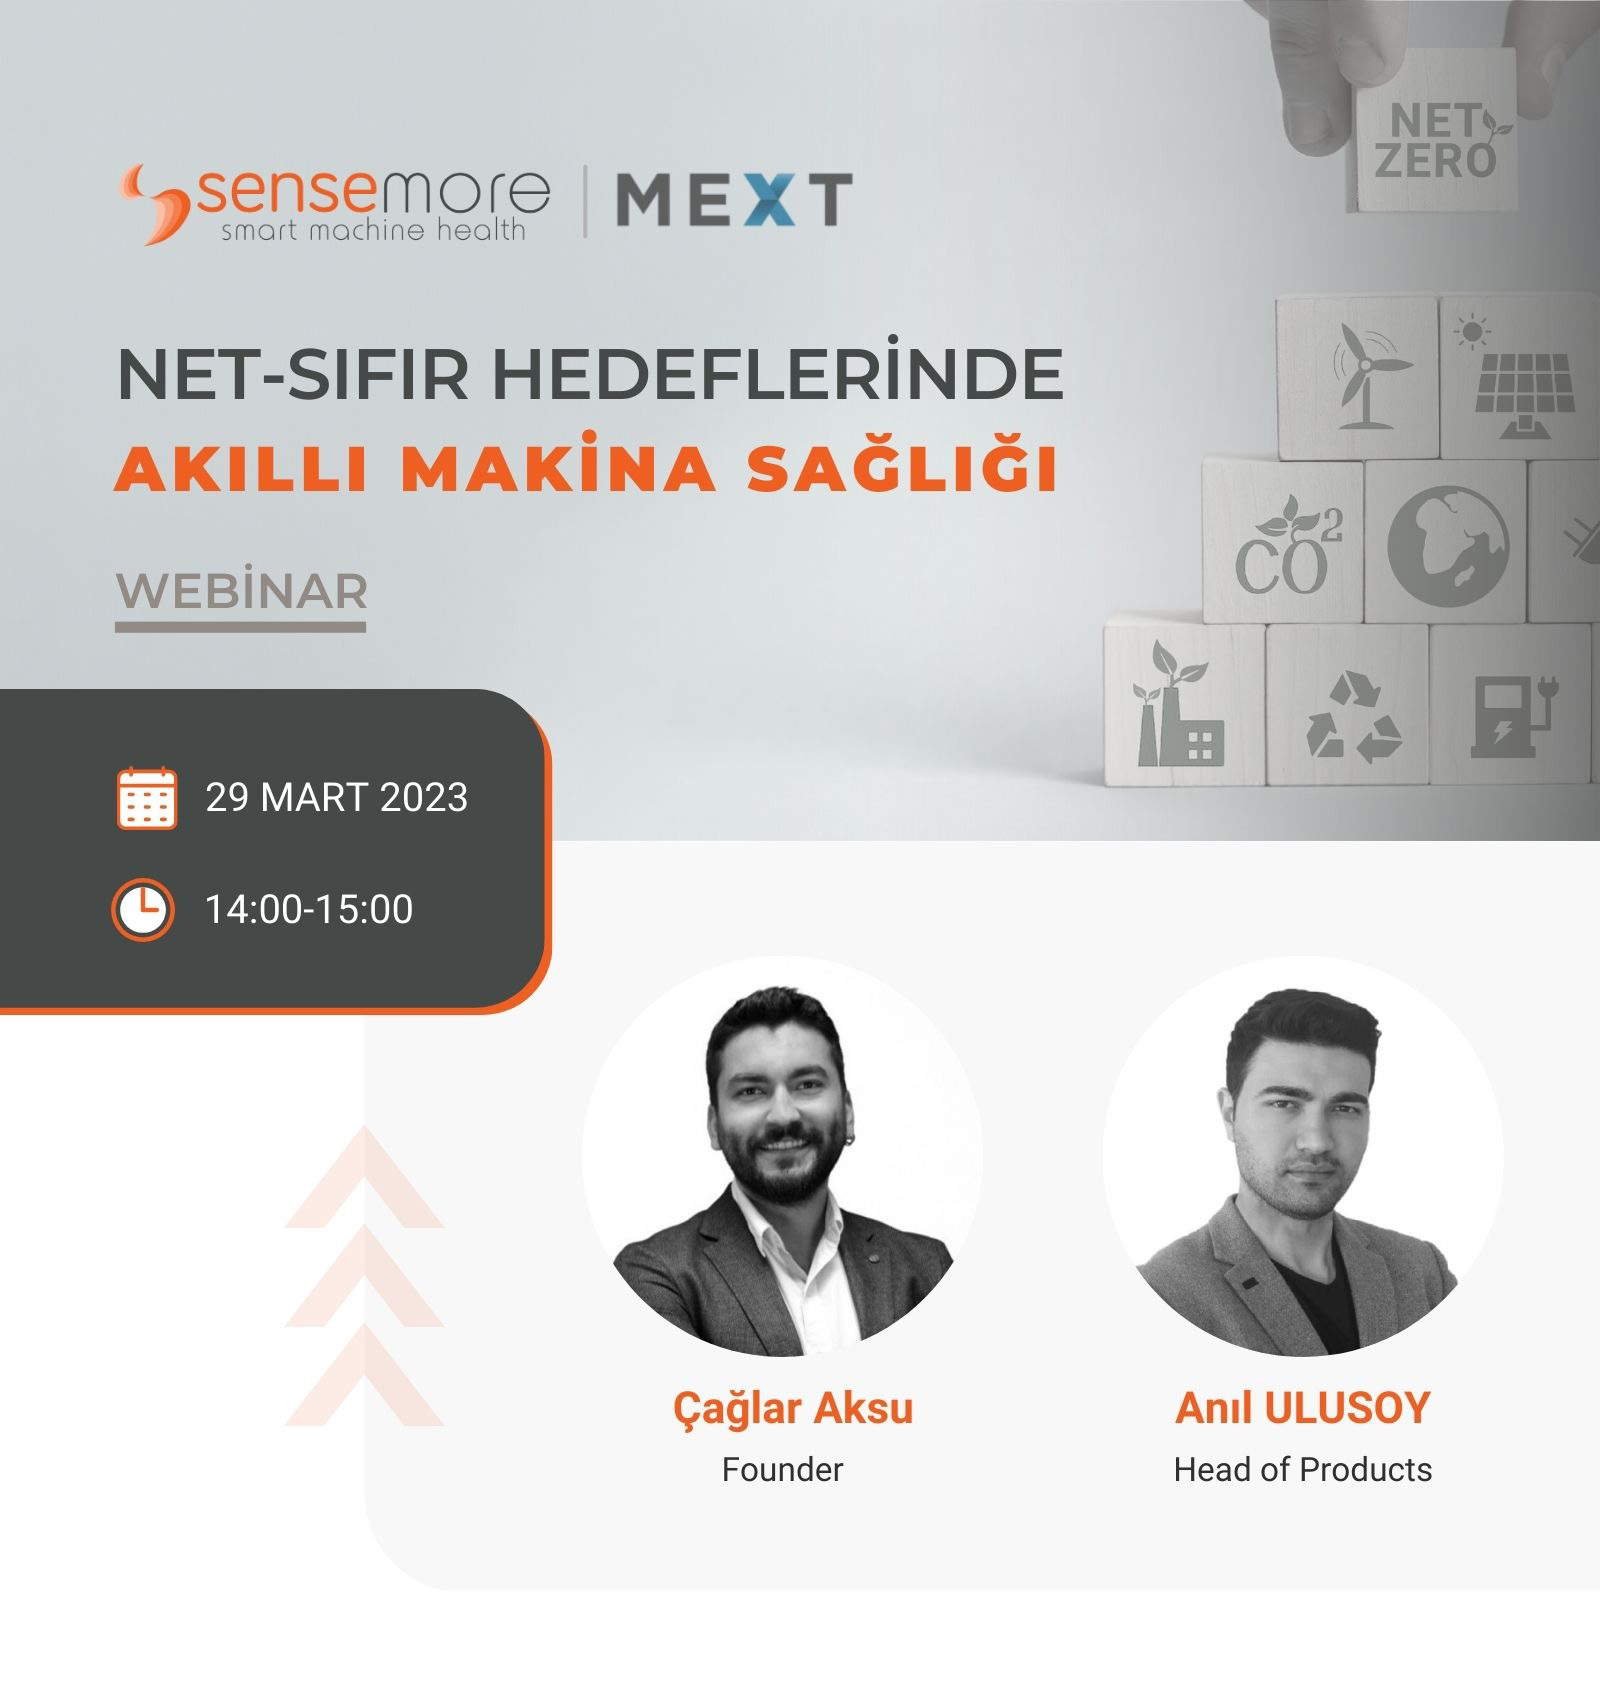 NET
ZERO
sensemore
smart machine health
MEXT
NET-SIFIR HEDEFLERİNDE
AKILLI MAKİNA SAĞLIĞI
WEBİNAR
CO2
29 MART 2023
14:00-15:00
Çağlar Aksu
Founder
Anıl ULUSOY
Head of Products